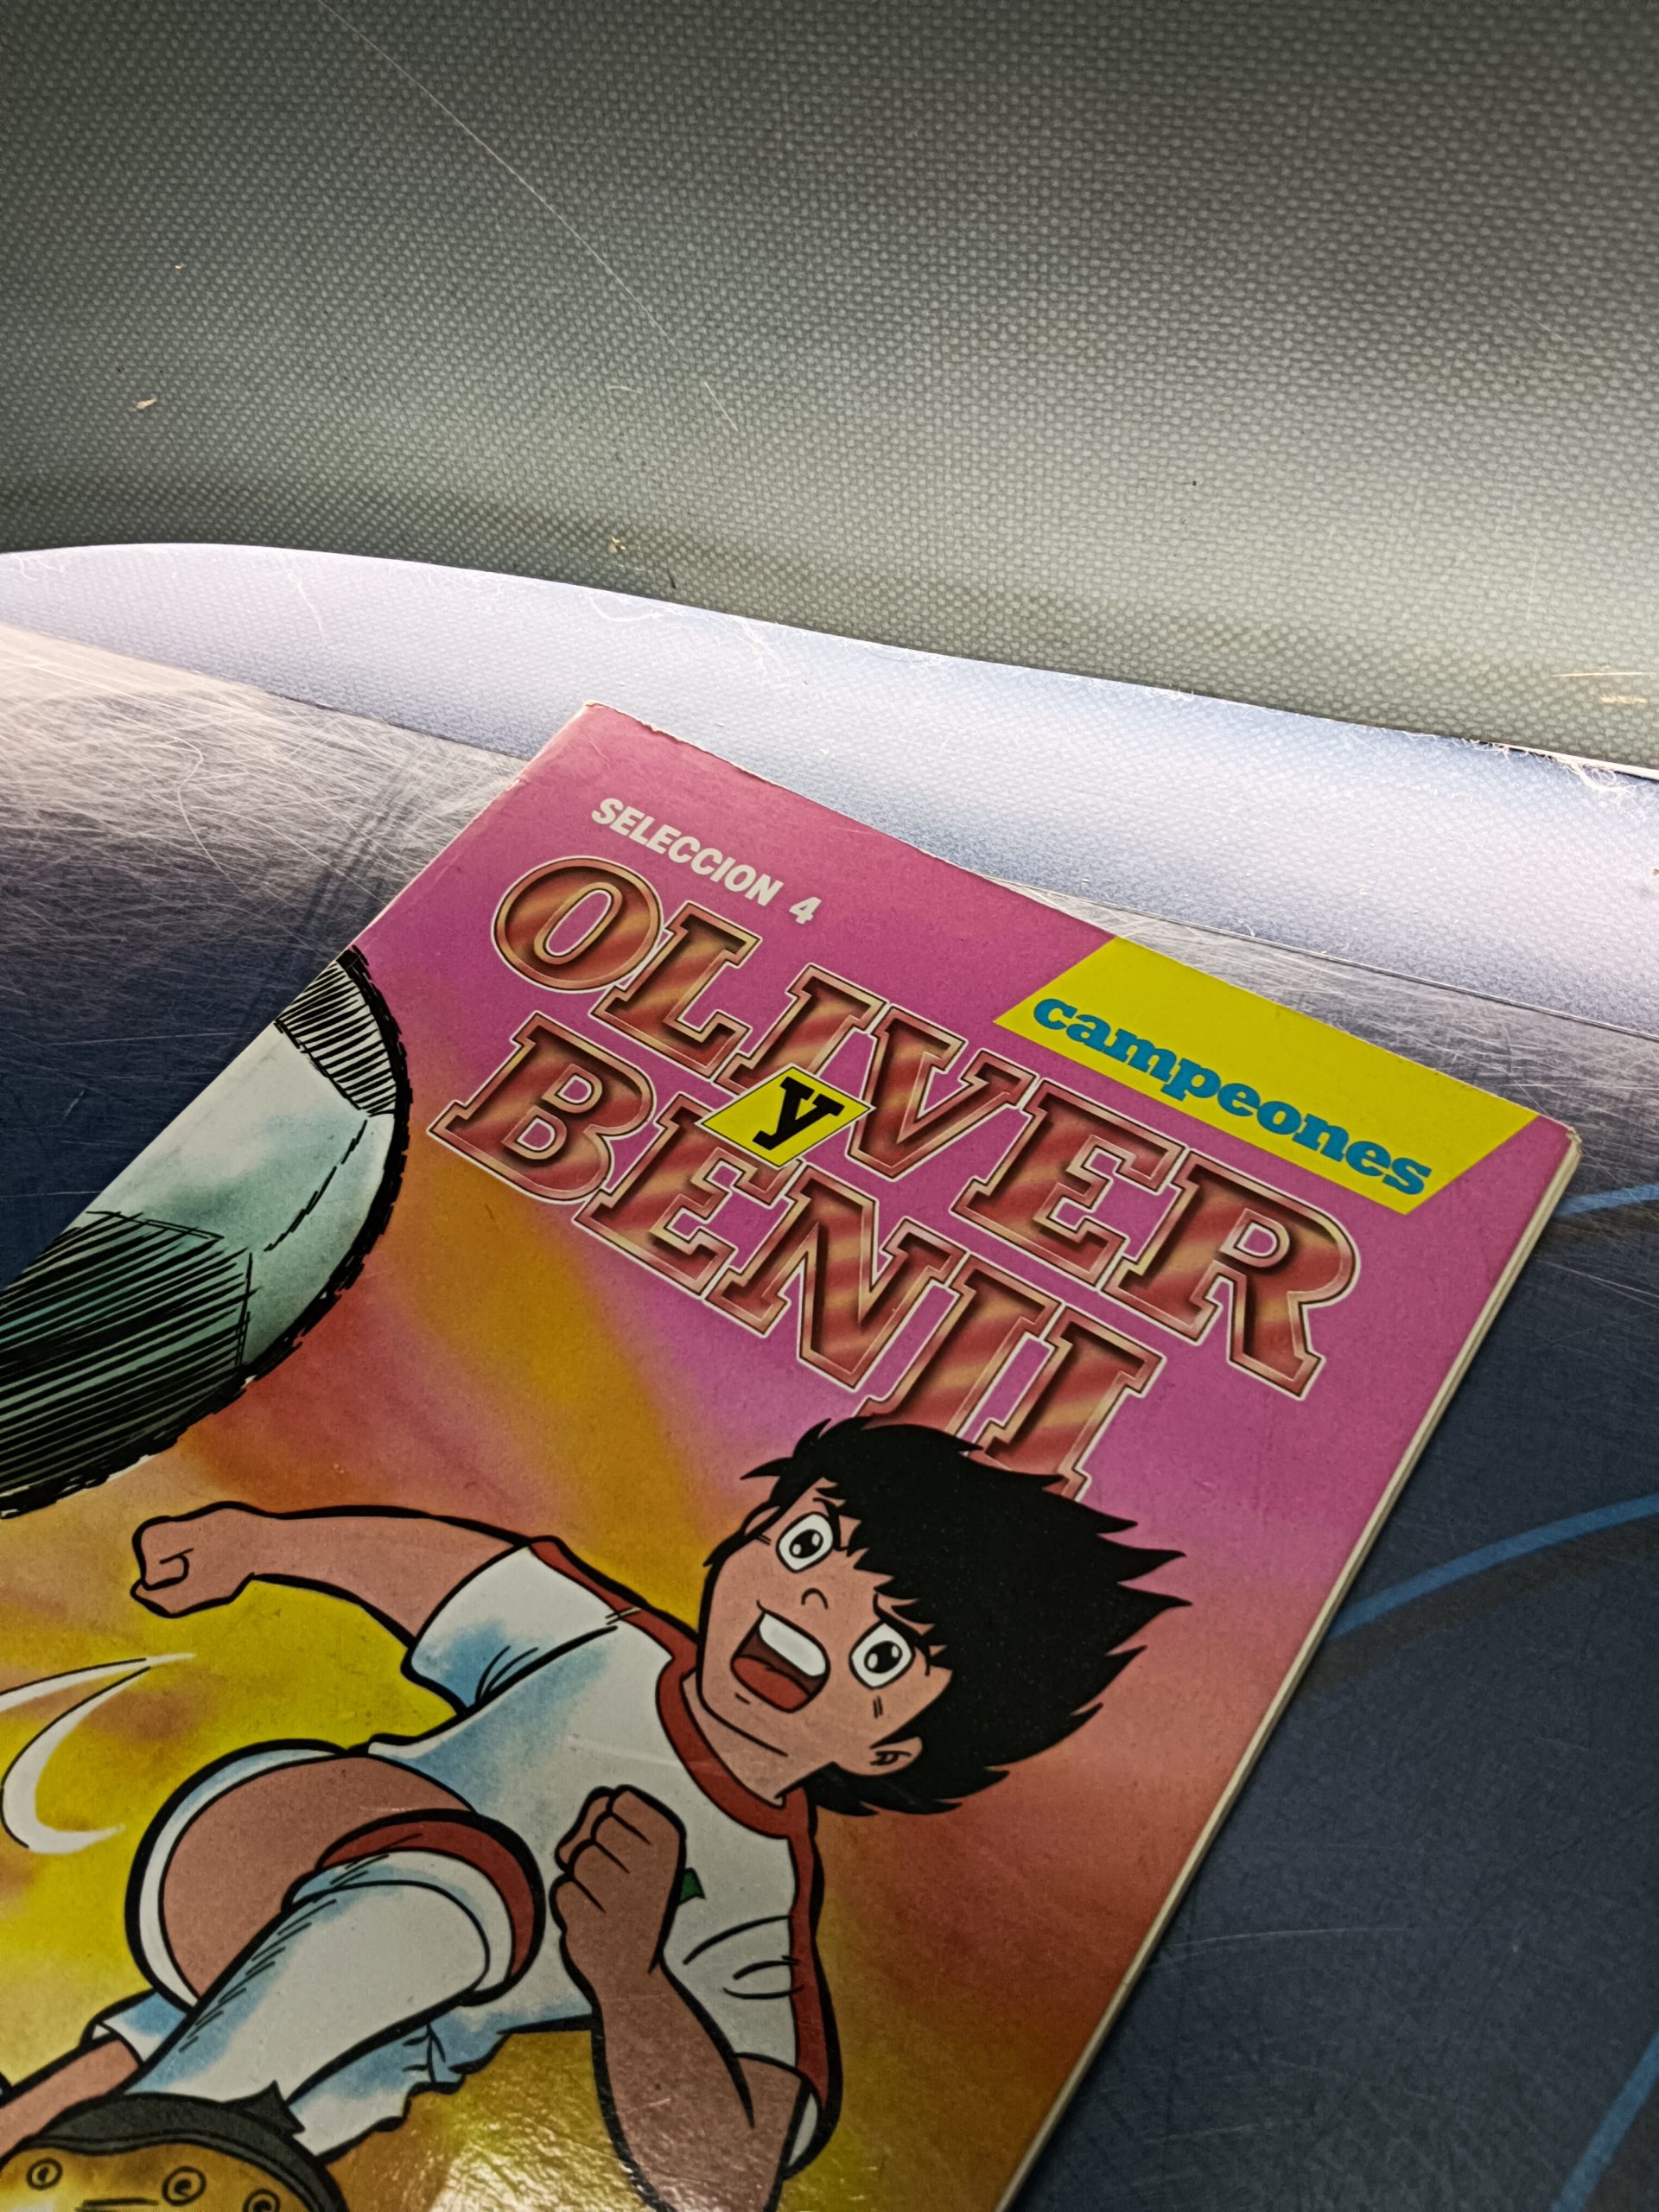 SELECCION 4
campeones
OLIVER
y
BENJI